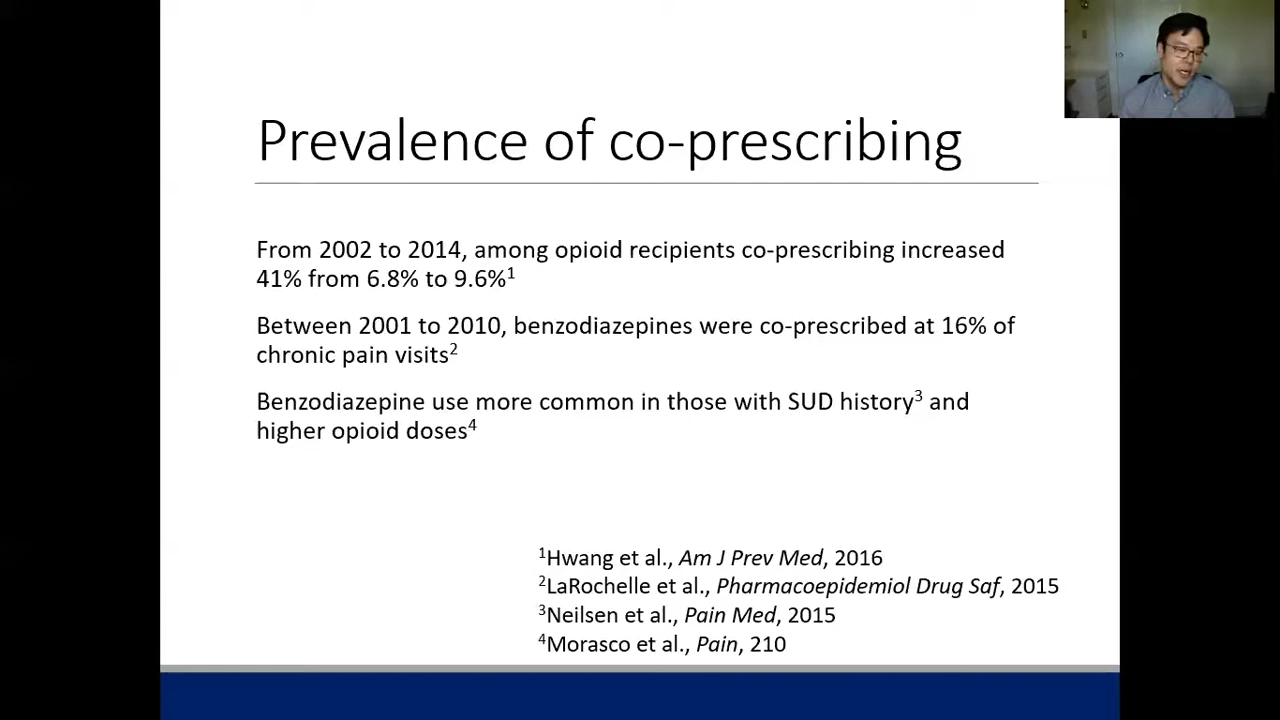 Prevalence of co-prescribing
From 2002 to 2014, among opioid recipients co-prescribing increased
41% from 6.8% to 9.6%¹
Between 2001 to 2010, benzodiazepines were co-prescribed at 16% of
chronic pain visits²
Benzodiazepine use more common in those with SUD history³ and
higher opioid doses⁴
¹Hwang et al., Am J Prev Med, 2016
²LaRochelle et al., Pharmacoepidemiol Drug Saf, 2015
³Neilsen et al., Pain Med, 2015
⁴Morasco et al., Pain, 210